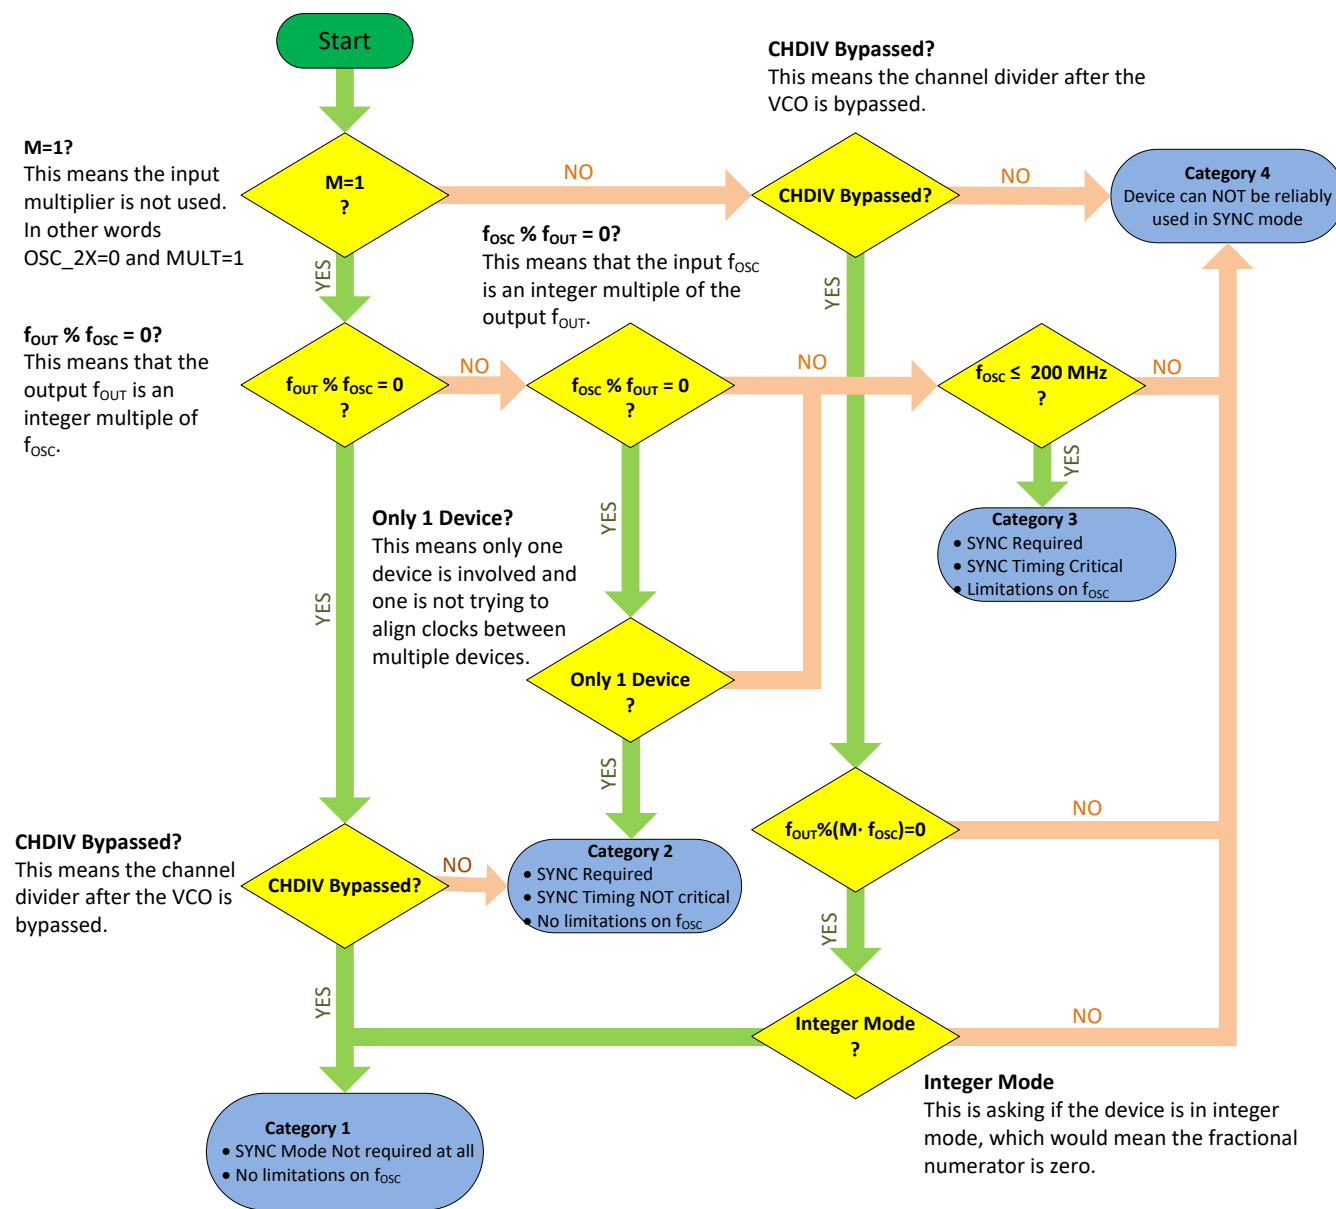 Start
CHDIV Bypassed?
This means the channel divider after the
VCO is bypassed.
M=1?
This means the input
multiplier is not used.
In other words
OSC_2X=0 and MULT=1
M=1
?
NO
CHDIV Bypassed?
NO
Category 4
Device can NOT be reliably
used in SYNC mode
fOSC % fOUT = 0?
This means that the input fOSC
is an integer multiple of the
output fOUT.
YES
YES
fOUT % fOSC = 0?
This means that the
output fOUT is an
integer multiple of
fOSC.
fOUT % fOSC = 0
?
NO
fOSC % fOUT = 0
?
NO
fOSC ≤ 200 MHz
?
NO
YES
Category 3
• SYNC Required
• SYNC Timing Critical
• Limitations on fOSC
Only 1 Device?
This means only one
device is involved and
one is not trying to
align clocks between
multiple devices.
YES
YES
Only 1 Device
?
YES
CHDIV Bypassed?
This means the channel
divider after the VCO is
bypassed.
CHDIV Bypassed?
NO
Category 2
• SYNC Required
• SYNC Timing NOT critical
• No limitations on fOSC
fOUT%(M· fOSC)=0
NO
YES
YES
Integer Mode
?
NO
Category 1
• SYNC Mode Not required at all
• No limitations on fOSC
Integer Mode
This is asking if the device is in integer
mode, which would mean the fractional
numerator is zero.